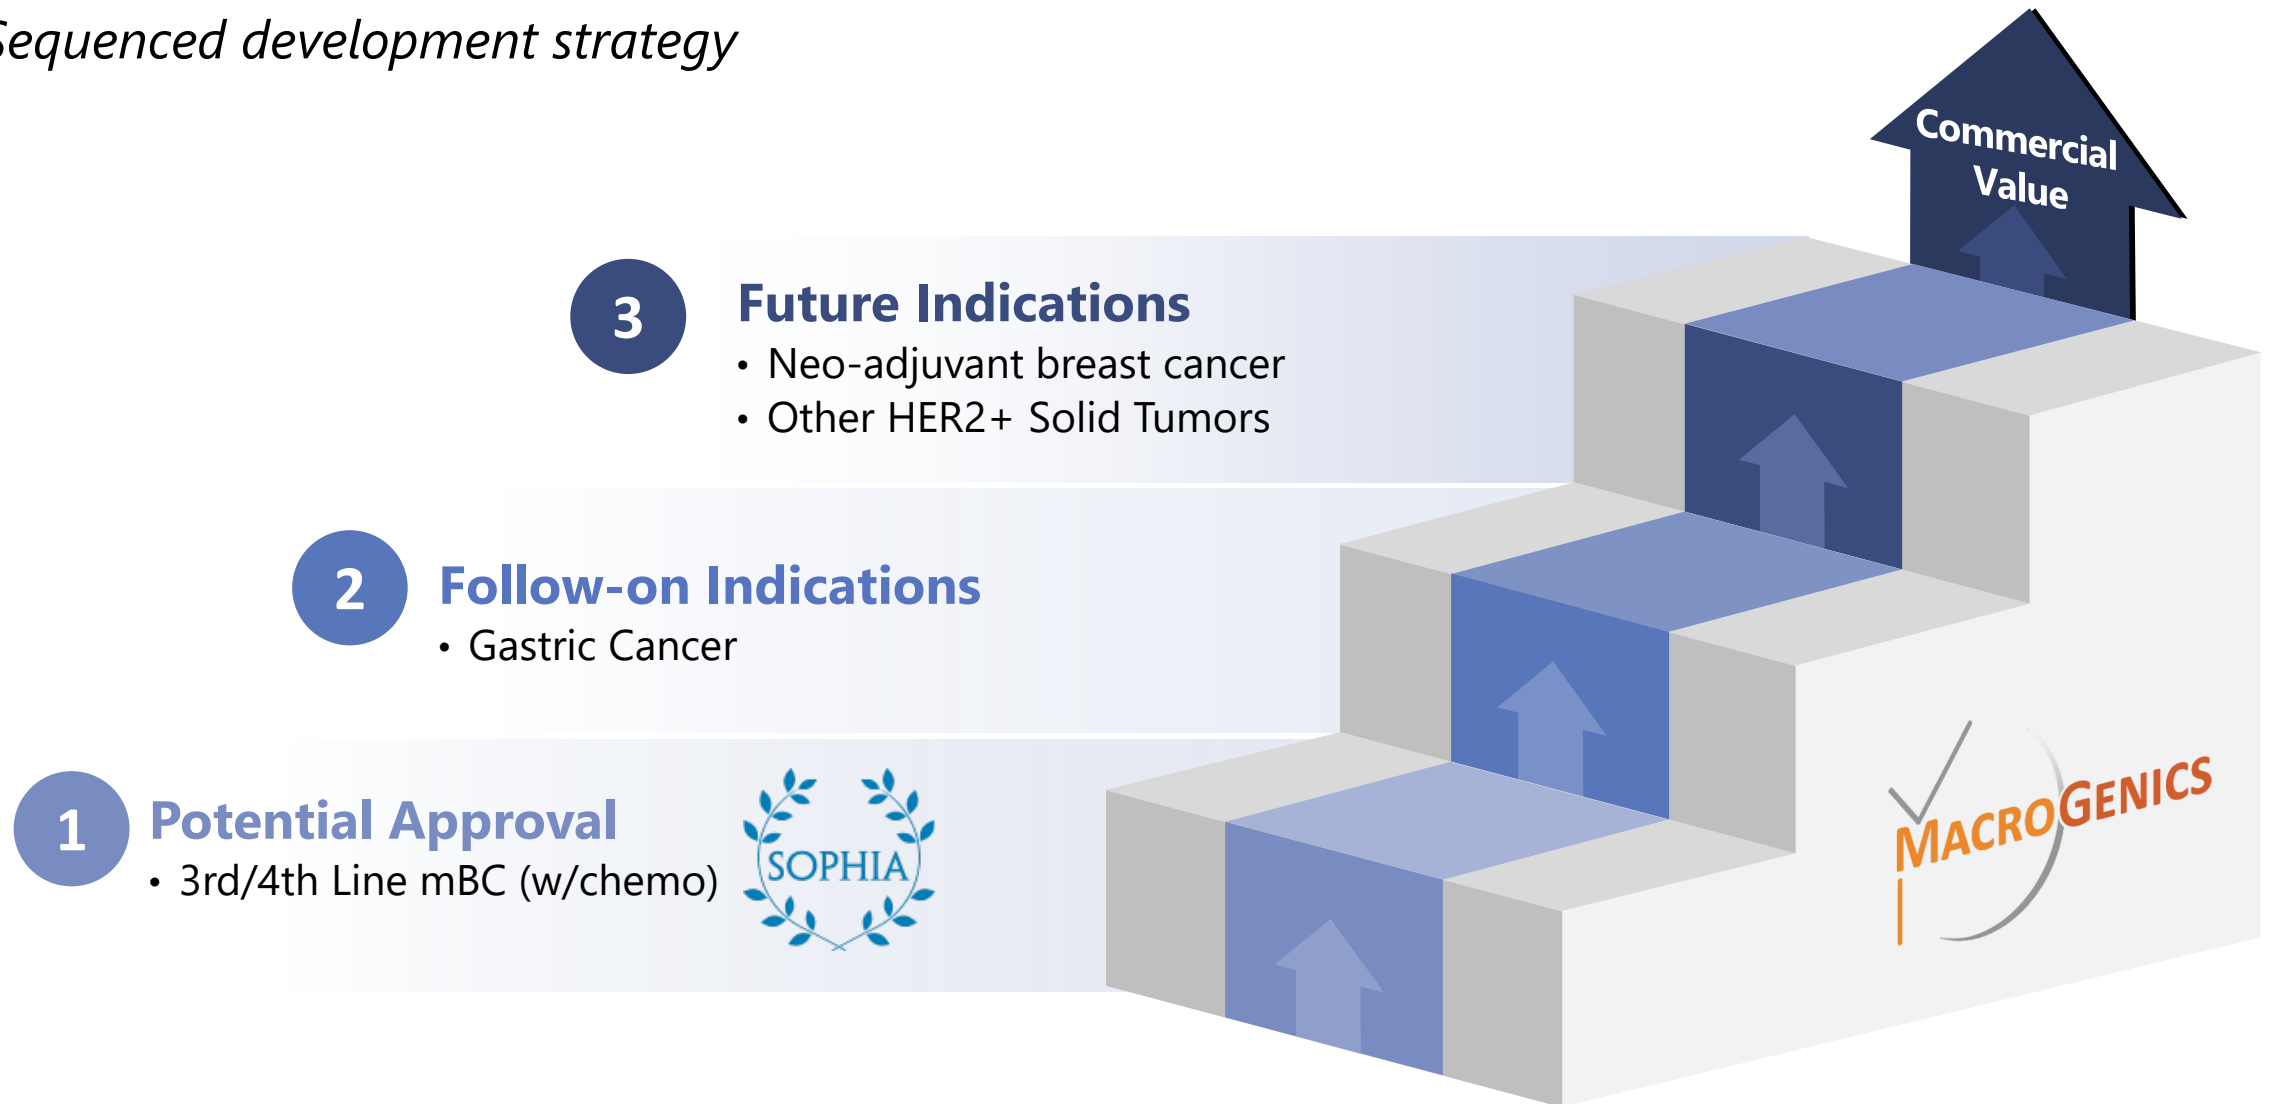 Sequenced development strategy
Commercial
Value
3
Future Indications
• Neo-adjuvant breast cancer
• Other HER2+ Solid Tumors
2
Follow-on Indications
• Gastric Cancer
1
Potential Approval
• 3rd/4th Line mBC (w/chemo)
SOPHIA
MACROGENICS